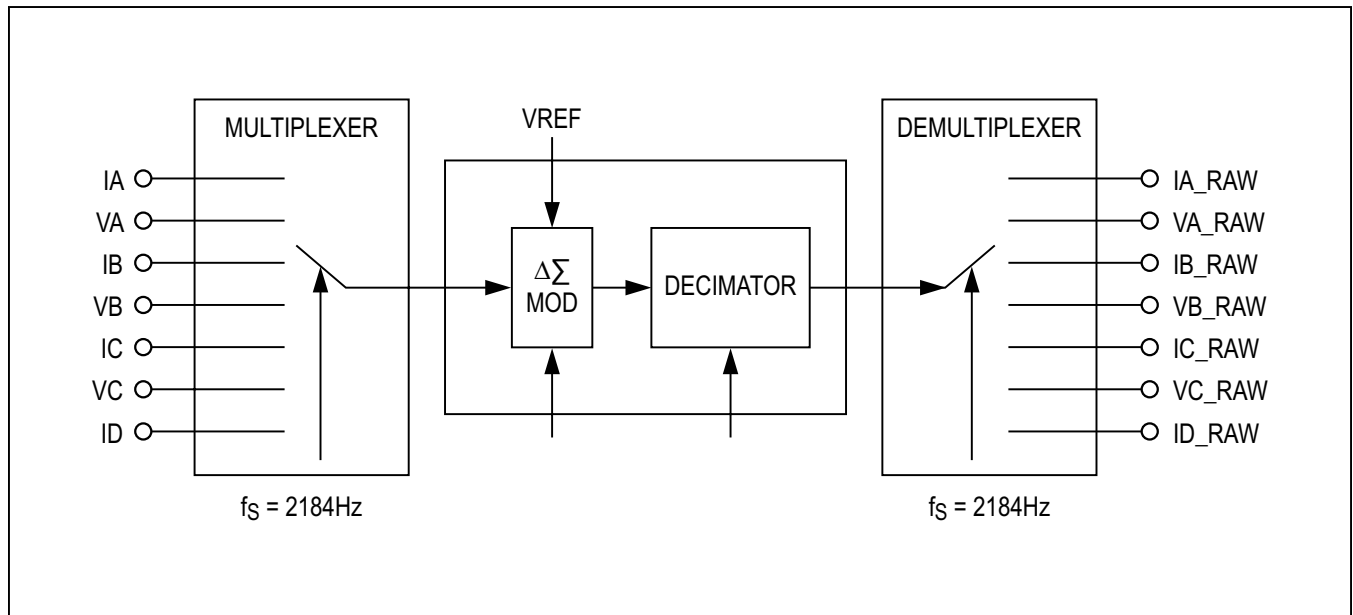 MULTIPLEXER
IA
VA
IB
VB
IC
VC
ID
fS = 2184Hz
VREF
ΔΣ
MOD
DECIMATOR
DEMULTIPLEXER
IA_RAW
VA_RAW
IB_RAW
VB_RAW
IC_RAW
VC_RAW
ID_RAW
fS = 2184Hz